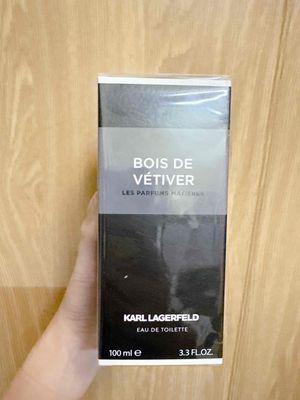 BOIS DE
VÉTIVER
LES PARFUMS MATIÈRES
KARL LAGERFELD
EAU DE TOILETTE
100 ml ℮
3.3 FL.OZ.